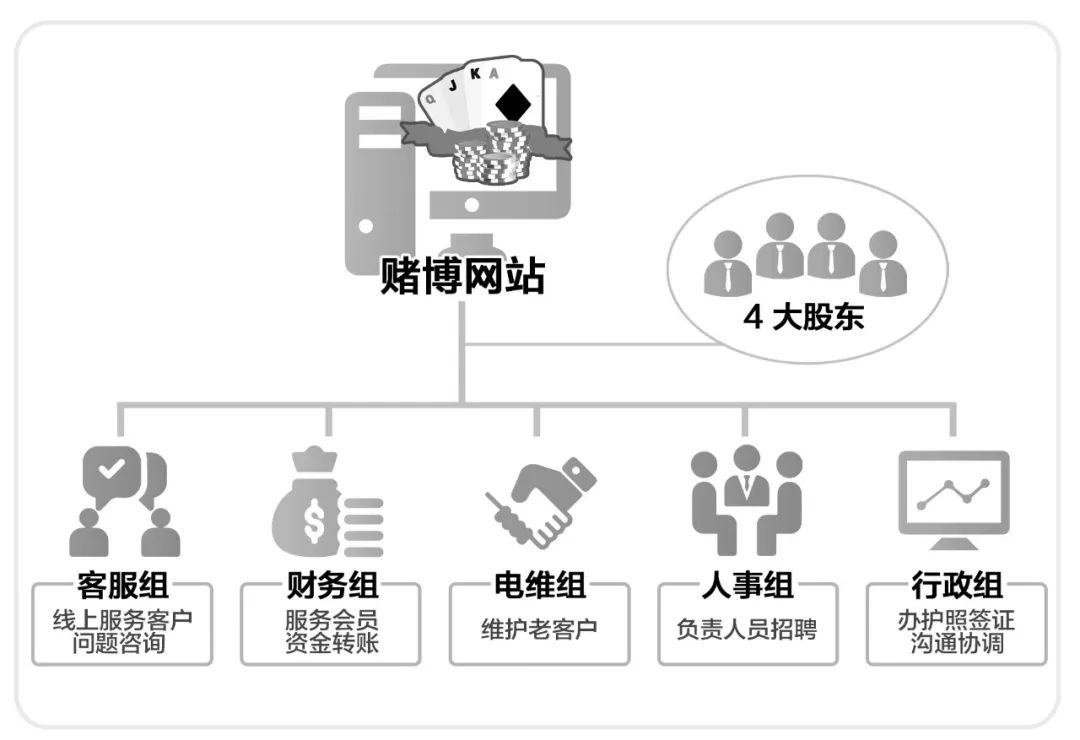 Q J K A
赌博网站
4 大股东
客服组
线上服务客户
问题咨询
财务组
服务会员
资金转账
电维组
维护老客户
人事组
负责人员招聘
行政组
办护照签证
沟通协调